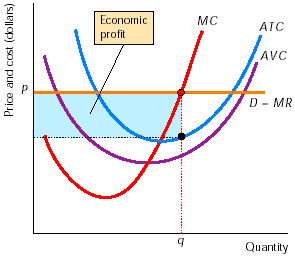 Price and cost (dollars)
Economic
profit
MC
ATC
AVC
p
D – MR
q
Quantity